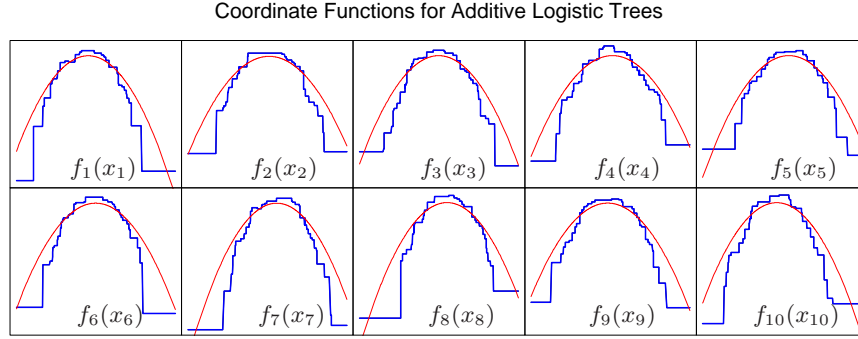 Coordinate Functions for Additive Logistic Trees
f₁(x₁) f₂(x₂) f₃(x₃) f₄(x₄) f₅(x₅)
f₆(x₆) f₇(x₇) f₈(x₈) f₉(x₉) f₁₀(x₁₀)